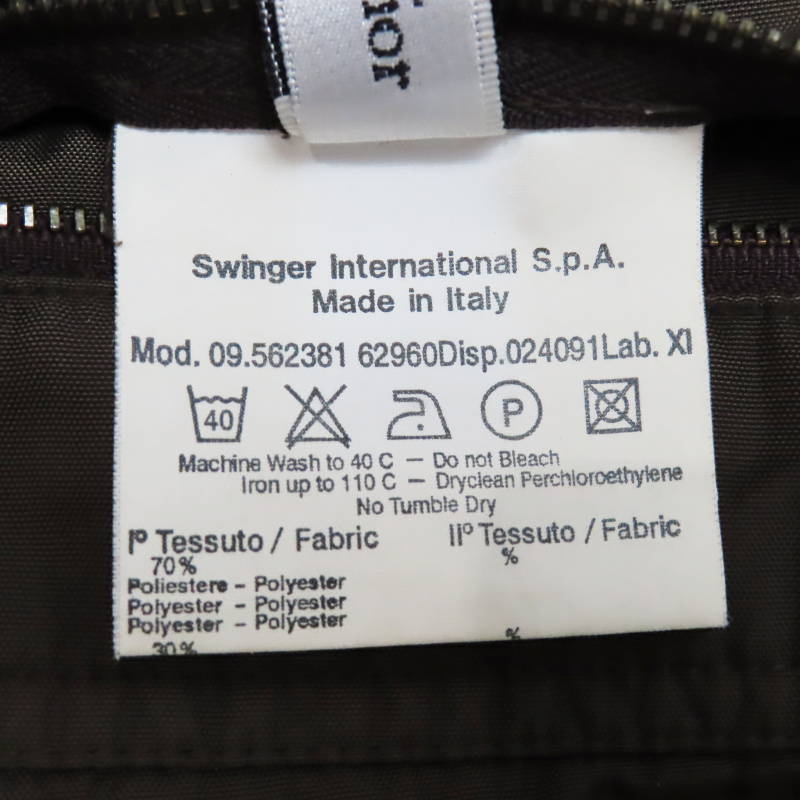 Swinger International S.p.A.
Made in Italy
Mod. 09.562381 62960Disp.024091Lab. XI
40 P
Machine Wash to 40 C – Do not Bleach
Iron up to 110 C – Dryclean Perchloroethylene
No Tumble Dry
Iº Tessuto / Fabric IIº Tessuto / Fabric
70% %
Poliestere - Polyester
Polyester - Polyester
Polyester - Polyester
30% %